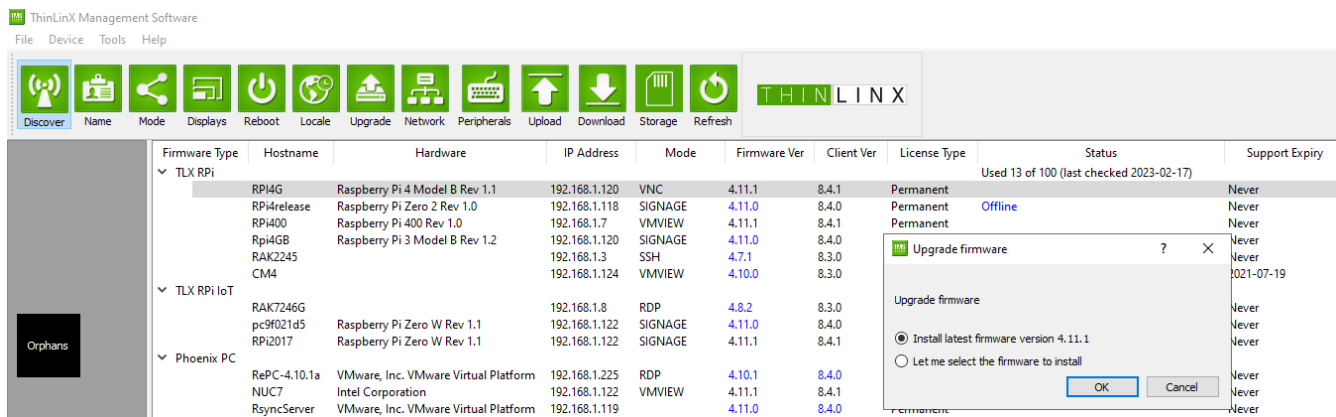 ThinLinX Management Software
File Device Tools Help
Discover Name Mode Displays Reboot Locale Upgrade Network Peripherals Upload Download Storage Refresh
THINLINX
Firmware Type Hostname Hardware IP Address Mode Firmware Ver Client Ver License Type Status Support Expiry
TLX RPi Used 13 of 100 (last checked 2023-02-17)
RPI4G Raspberry Pi 4 Model B Rev 1.1 192.168.1.120 VNC 4.11.1 8.4.1 Permanent Never
RPi4release Raspberry Pi Zero 2 Rev 1.0 192.168.1.118 SIGNAGE 4.11.0 8.4.0 Permanent Offline Never
RPi400 Raspberry Pi 400 Rev 1.0 192.168.1.7 VMVIEW 4.11.1 8.4.1 Permanent Never
Rpi4GB Raspberry Pi 3 Model B Rev 1.2 192.168.1.120 SIGNAGE 4.11.0 8.4.0 Never
RAK2245 192.168.1.3 SSH 4.7.1 8.3.0 Never
CM4 192.168.1.124 VMVIEW 4.10.0 8.3.0 2021-07-19
TLX RPi IoT
RAK7246G 192.168.1.8 RDP 4.8.2 8.3.0 Never
pc9f021d5 Raspberry Pi Zero W Rev 1.1 192.168.1.122 SIGNAGE 4.11.0 8.4.0 Never
RPi2017 Raspberry Pi Zero W Rev 1.1 192.168.1.122 SIGNAGE 4.11.1 8.4.1 Never
Phoenix PC
RePC-4.10.1a VMware, Inc. VMware Virtual Platform 192.168.1.225 RDP 4.10.1 8.4.0 Never
NUC7 Intel Corporation 192.168.1.122 VMVIEW 4.11.1 8.4.1 Never
RsyncServer VMware, Inc. VMware Virtual Platform 192.168.1.119 4.11.0 8.4.0 Permanent Never
Orphans
Upgrade firmware ?
Upgrade firmware
Install latest firmware version 4.11.1
Let me select the firmware to install
OK Cancel